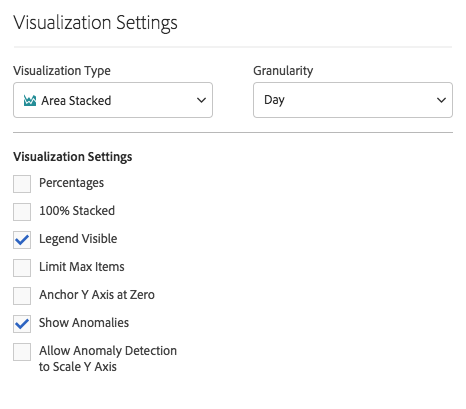 Visualization Settings
Visualization Type
Granularity
Area Stacked
Day
Visualization Settings
Percentages
100% Stacked
Legend Visible
Limit Max Items
Anchor Y Axis at Zero
Show Anomalies
Allow Anomaly Detection
to Scale Y Axis